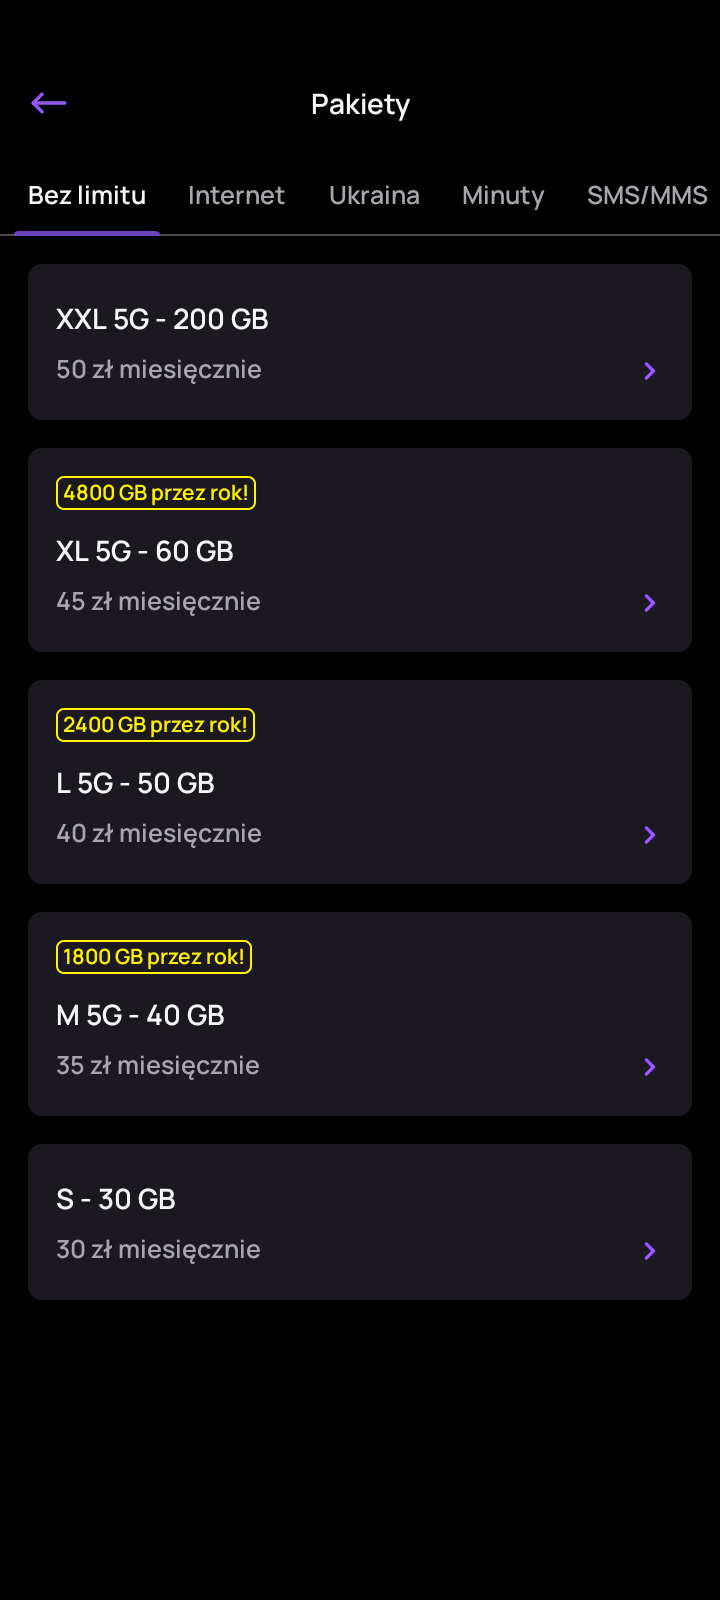 Pakiety
Bez limitu Internet Ukraina Minuty SMS/MMS
XXL 5G - 200 GB
50 zł miesięcznie
4800 GB przez rok!
XL 5G - 60 GB
45 zł miesięcznie
2400 GB przez rok!
L 5G - 50 GB
40 zł miesięcznie
1800 GB przez rok!
M 5G - 40 GB
35 zł miesięcznie
S - 30 GB
30 zł miesięcznie